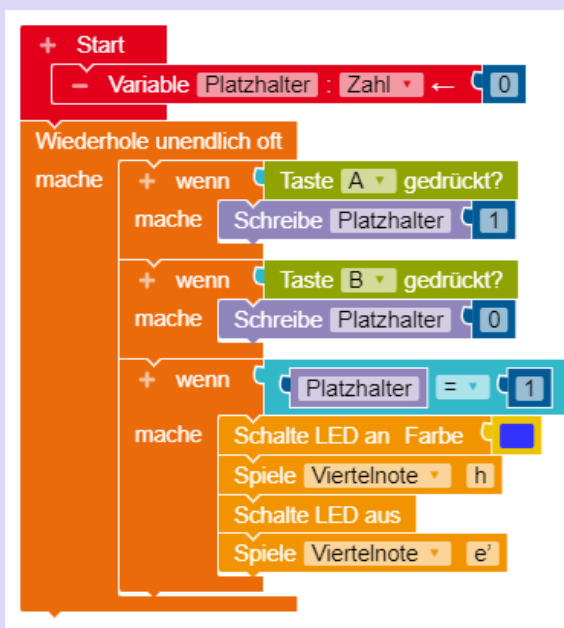 + Start
− Variable Platzhalter : Zahl ▾ ← 0
Wiederhole unendlich oft
mache + wenn Taste A ▾ gedrückt?
mache Schreibe Platzhalter 1
+ wenn Taste B ▾ gedrückt?
mache Schreibe Platzhalter 0
+ wenn Platzhalter = ▾ 1
mache Schalte LED an Farbe
Spiele Viertelnote ▾ h
Schalte LED aus
Spiele Viertelnote ▾ e’